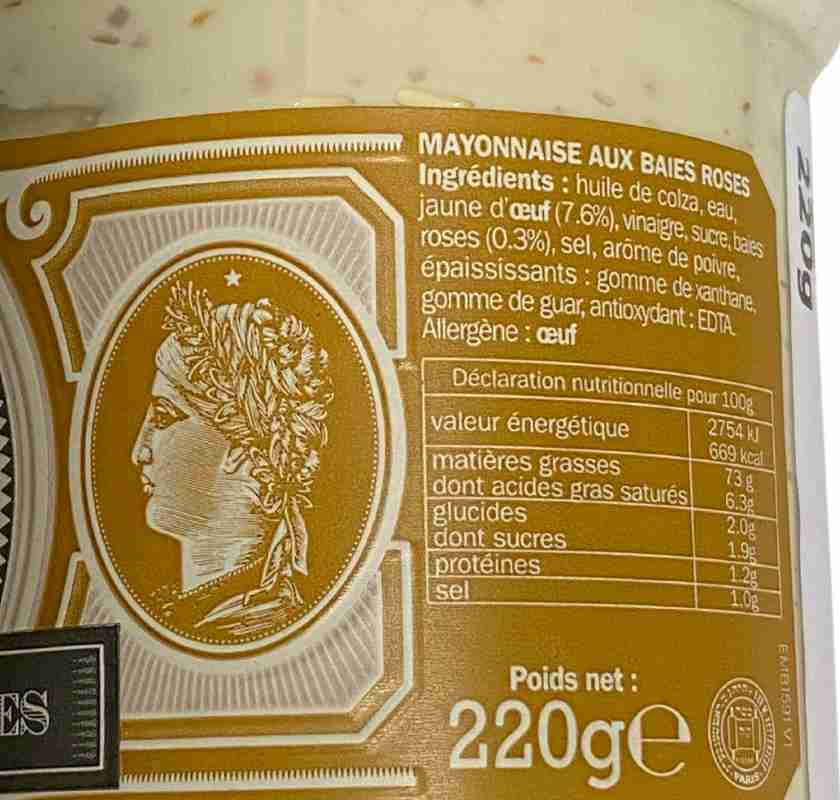 MAYONNAISE AUX BAIES ROSES
Ingrédients : huile de colza, eau,
jaune d'œuf (7.6%), vinaigre, sucre, baies
roses (0.3%), sel, arôme de poivre,
épaississants : gomme de xanthane,
gomme de guar, antioxydant : EDTA.
Allergène : œuf
Déclaration nutritionnelle pour 100g
valeur énergétique 2754 kJ
669 kcal
matières grasses 73 g
dont acides gras saturés 6.3g
glucides 2.0g
dont sucres 1.9g
protéines 1.2g
sel 1.0g
Poids net :
220g e
ES
220g
EMB1591 V1
PARIS